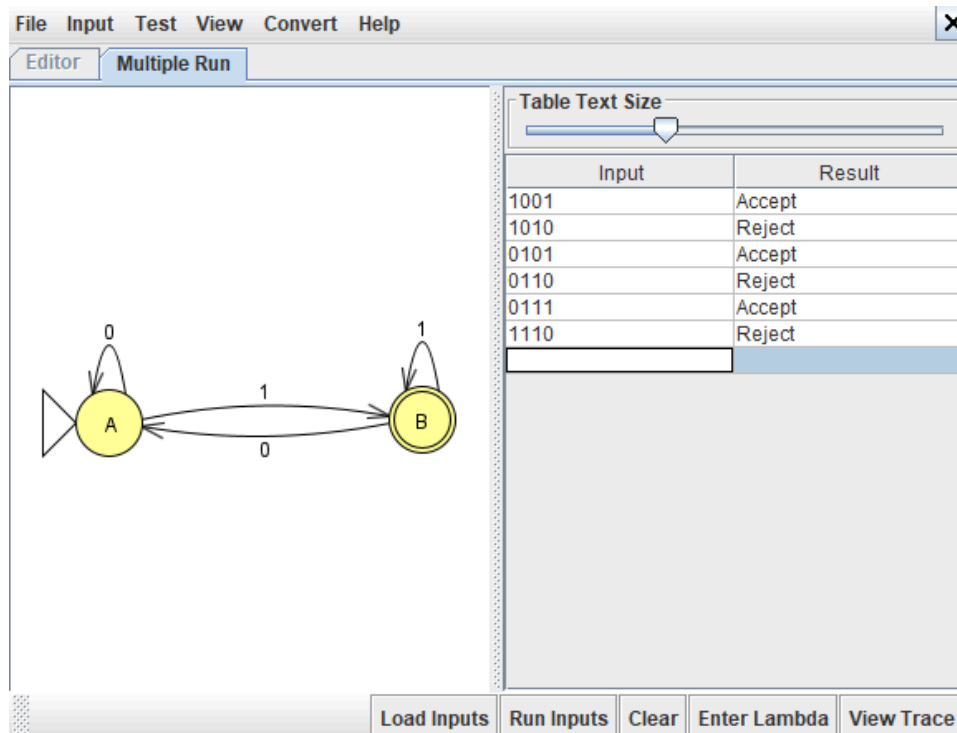 File Input Test View Convert Help
Editor Multiple Run
Table Text Size
Input Result
1001 Accept
1010 Reject
0101 Accept
0110 Reject
0111 Accept
1110 Reject
0 1
1
A B
0
Load Inputs Run Inputs Clear Enter Lambda View Trace